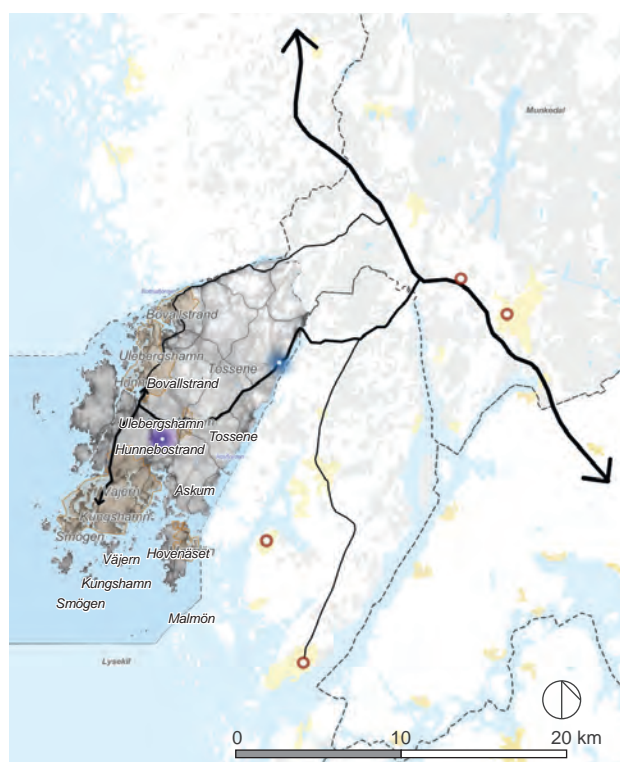 Munkedal
Bovallstrand
Ulebergshamn
Tossene
Bovallstrand
Ulebergshamn
Tossene
Hunnebostrand
Askum
Väjern
Kungshamn
Smögen
Hovenäset
Väjern
Kungshamn
Smögen
Malmön
Lysekil
0 10 20 km